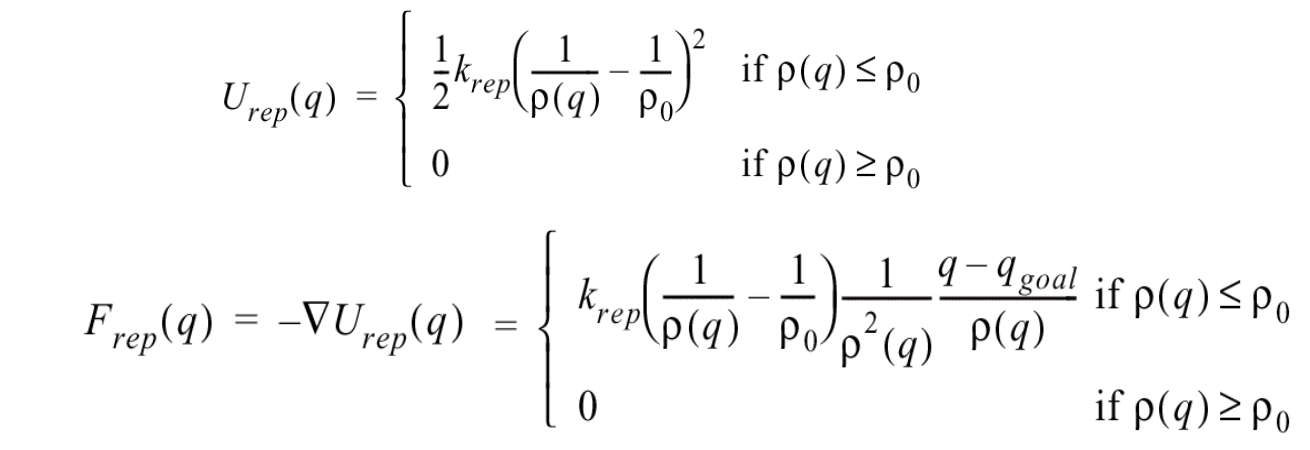 U_rep(q) = { 1/2 k_rep (1/ρ(q) − 1/ρ_0)^2 if ρ(q) ≤ ρ_0
0 if ρ(q) ≥ ρ_0
F_rep(q) = −∇U_rep(q) = { k_rep (1/ρ(q) − 1/ρ_0) 1/ρ^2(q) (q − q_goal)/ρ(q) if ρ(q) ≤ ρ_0
0 if ρ(q) ≥ ρ_0